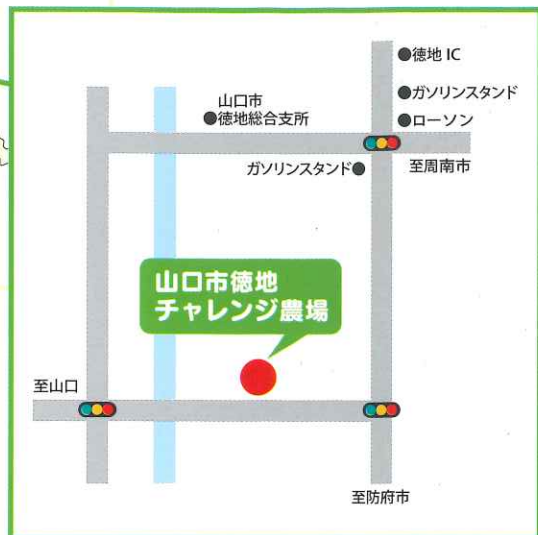 徳地 IC
ガソリンスタンド
ローソン
山口市
徳地総合支所
ガソリンスタンド
至周南市
山口市徳地
チャレンジ農場
至山口
至防府市